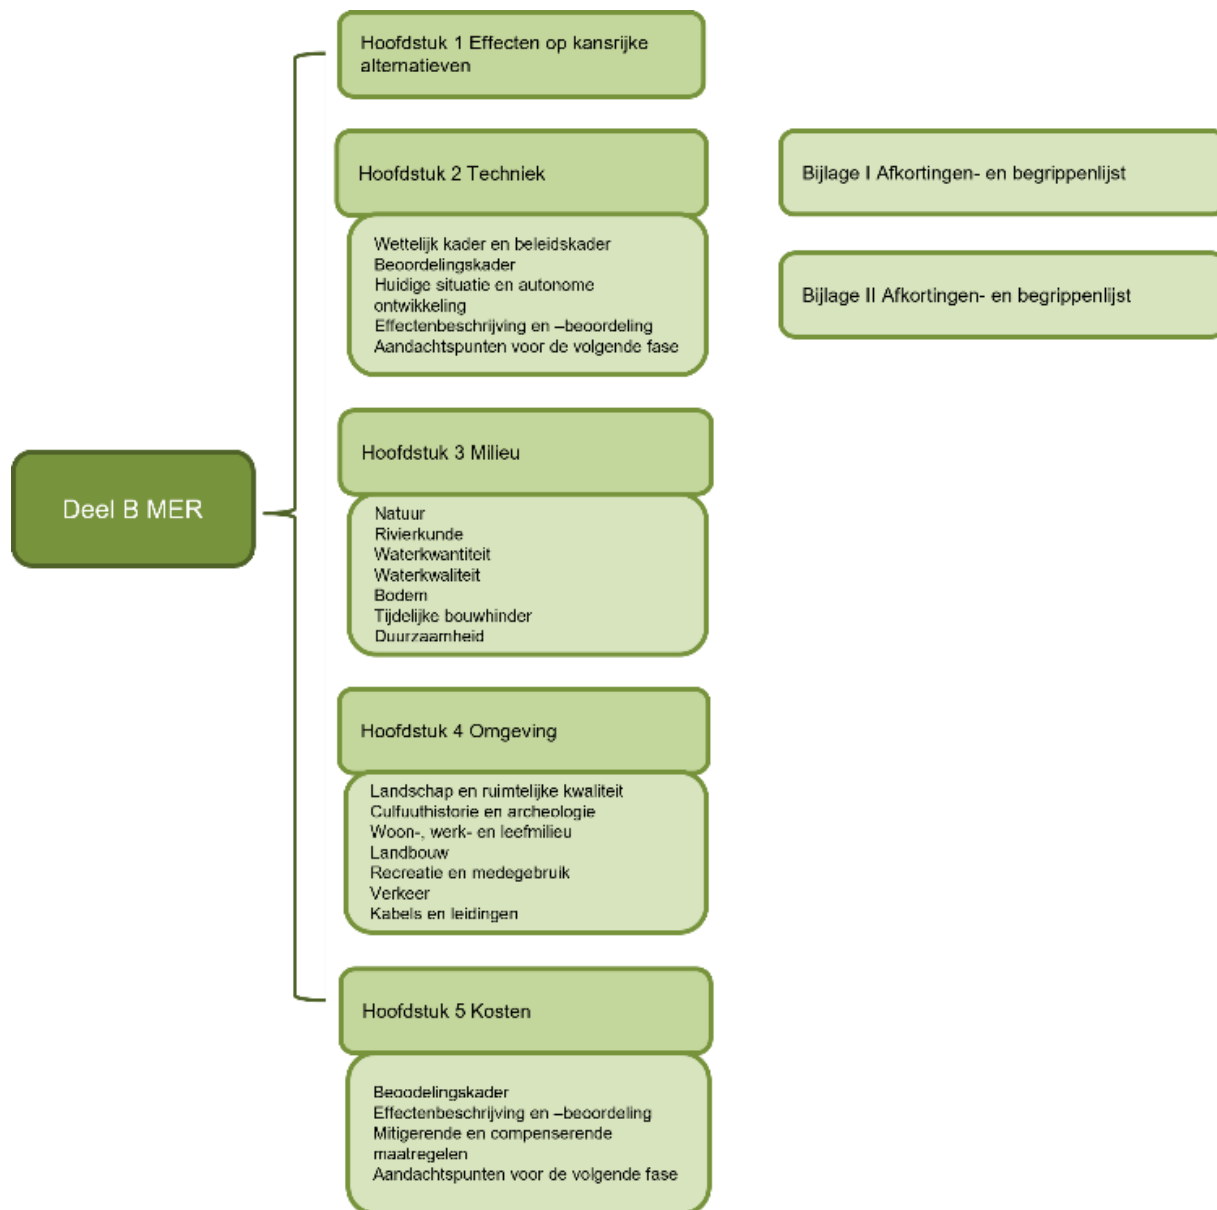 Deel B MER
Hoofdstuk 1 Effecten op kansrijke
alternatieven
Hoofdstuk 2 Techniek
Wettelijk kader en beleidskader
Beoordelingskader
Huidige situatie en autonome
ontwikkeling
Effectenbeschrijving en –beoordeling
Aandachtspunten voor de volgende fase
Hoofdstuk 3 Milieu
Natuur
Rivierkunde
Waterkwantiteit
Waterkwaliteit
Bodem
Tijdelijke bouwhinder
Duurzaamheid
Hoofdstuk 4 Omgeving
Landschap en ruimtelijke kwaliteit
Culfuuthistorie en archeologie
Woon-, werk- en leefmilieu
Landbouw
Recreatie en medegebruik
Verkeer
Kabels en leidingen
Hoofdstuk 5 Kosten
Beoodelingskader
Effectenbeschrijving en –beoordeling
Mitigerende en compenserende
maatregelen
Aandachtspunten voor de volgende fase
Bijlage I Afkortingen- en begrippenlijst
Bijlage II Afkortingen- en begrippenlijst